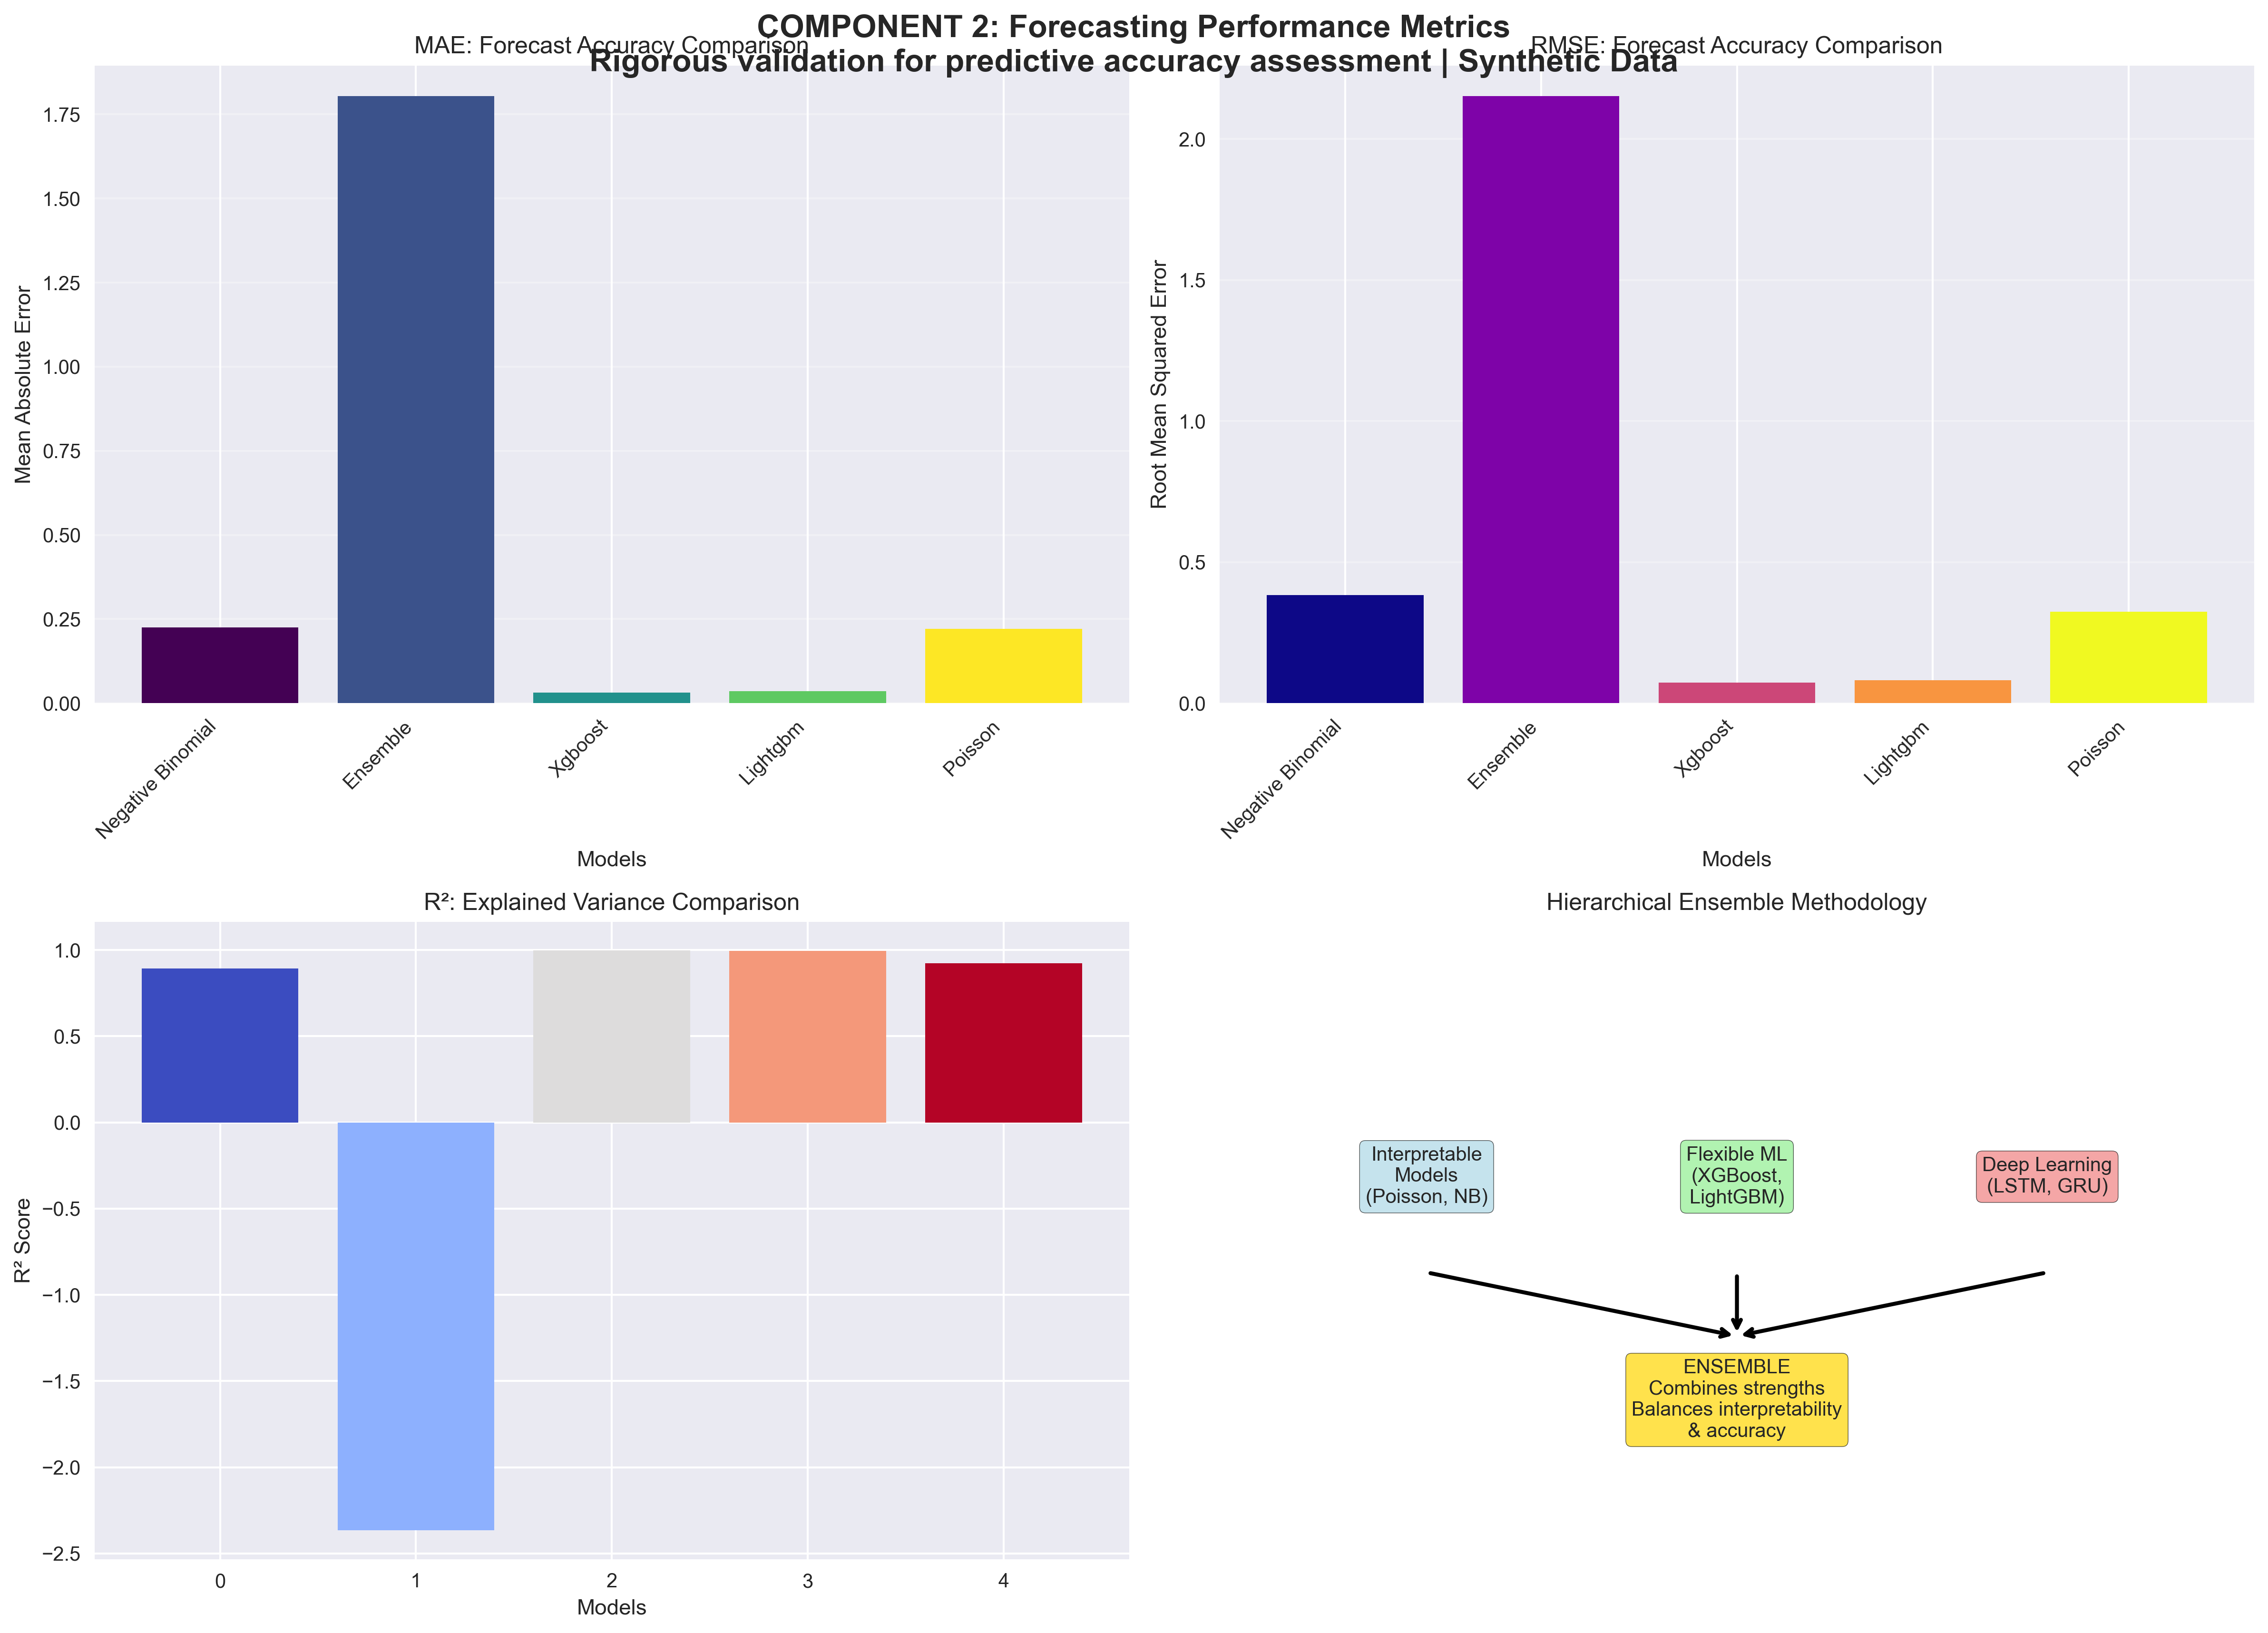 COMPONENT 2: Forecasting Performance Metrics
Rigorous validation for predictive accuracy assessment | Synthetic Data
MAE: Forecast Accuracy Comparison
Mean Absolute Error
1.75
1.50
1.25
1.00
0.75
0.50
0.25
0.00
Negative Binomial
Ensemble
Xgboost
Lightgbm
Poisson
Models
RMSE: Forecast Accuracy Comparison
Root Mean Squared Error
2.0
1.5
1.0
0.5
0.0
Negative Binomial
Ensemble
Xgboost
Lightgbm
Poisson
Models
R²: Explained Variance Comparison
R² Score
1.0
0.5
0.0
−0.5
−1.0
−1.5
−2.0
−2.5
0
1
2
3
4
Models
Hierarchical Ensemble Methodology
Interpretable
Models
(Poisson, NB)
Flexible ML
(XGBoost,
LightGBM)
Deep Learning
(LSTM, GRU)
ENSEMBLE
Combines strengths
Balances interpretability
& accuracy